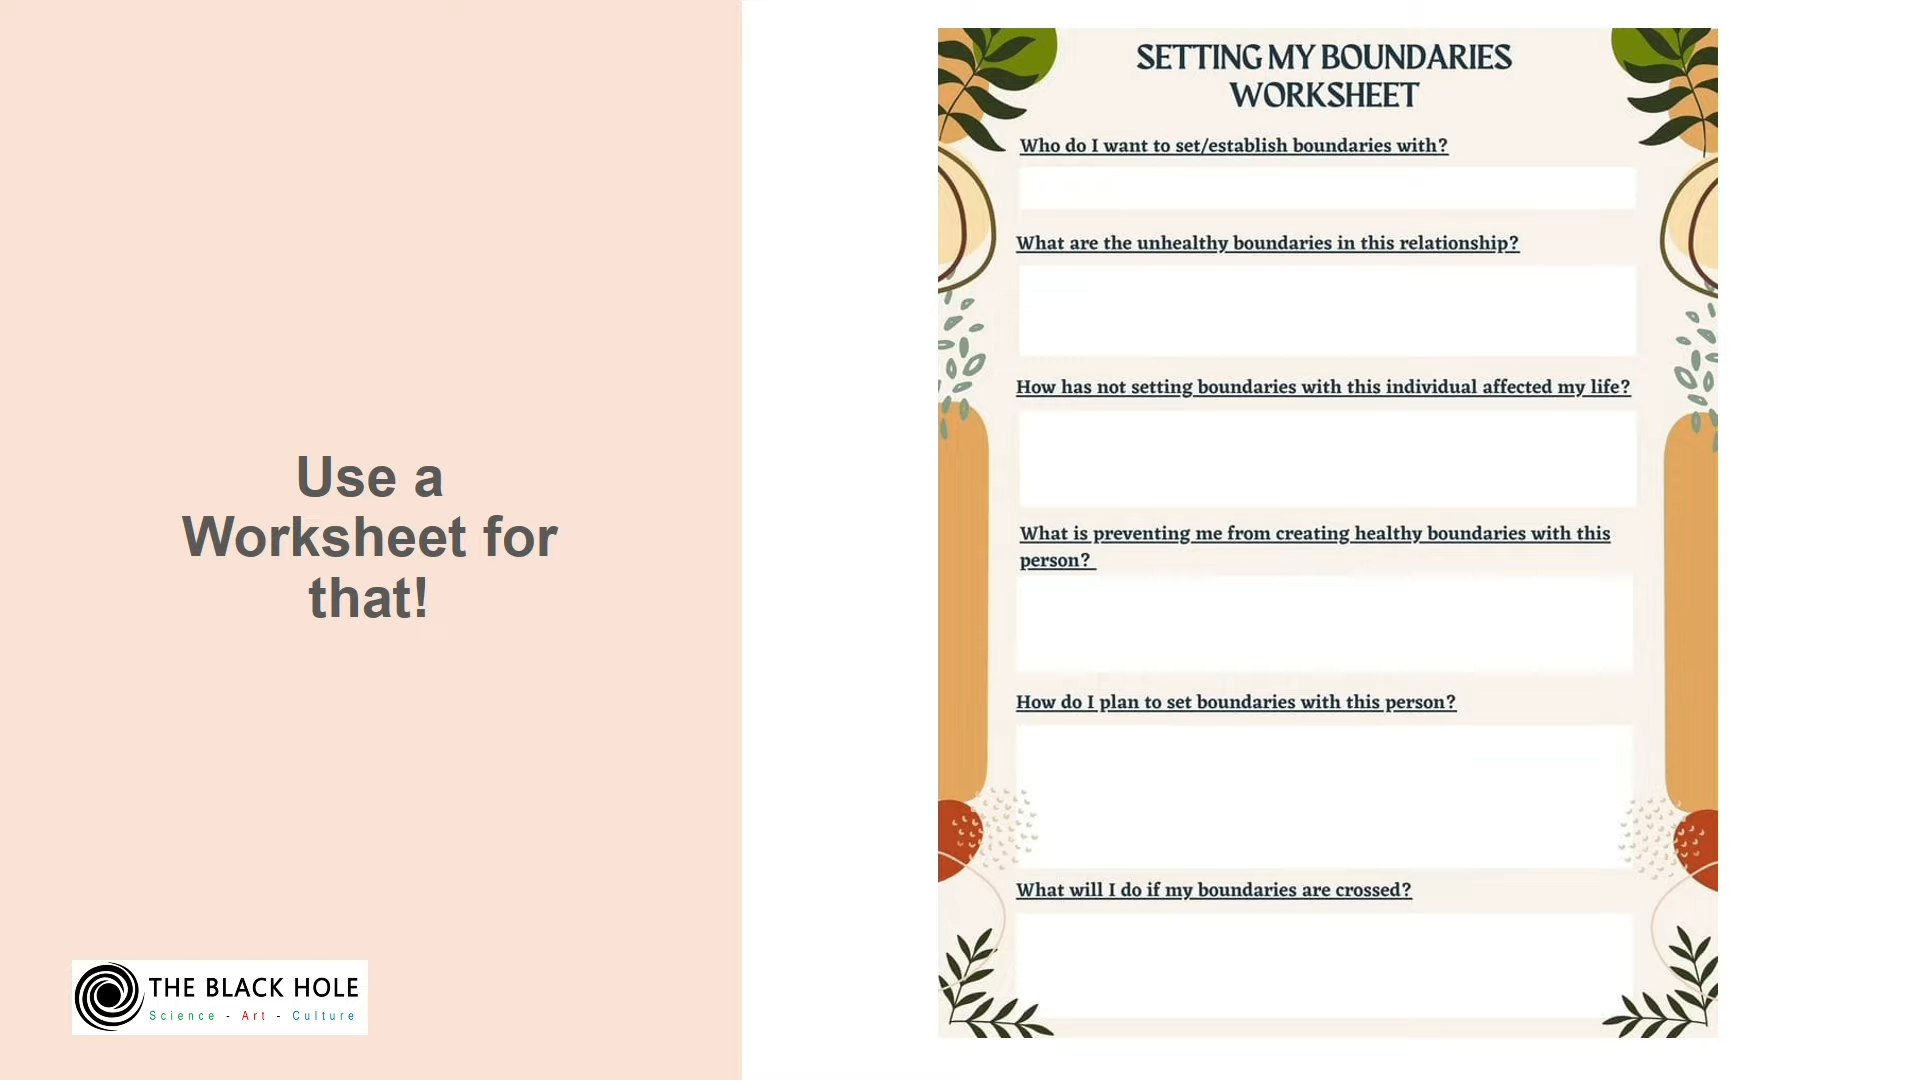 Use a
Worksheet for
that!
THE BLACK HOLE
Science - Art - Culture
SETTING MY BOUNDARIES
WORKSHEET
Who do I want to set/establish boundaries with?
What are the unhealthy boundaries in this relationship?
How has not setting boundaries with this individual affected my life?
What is preventing me from creating healthy boundaries with this
person?
How do I plan to set boundaries with this person?
What will I do if my boundaries are crossed?